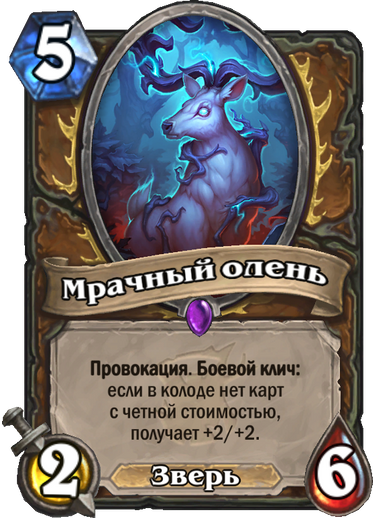 5
Мрачный олень
Провокация. Боевой клич:
если в колоде нет карт
с четной стоимостью,
получает +2/+2.
2
Зверь
6